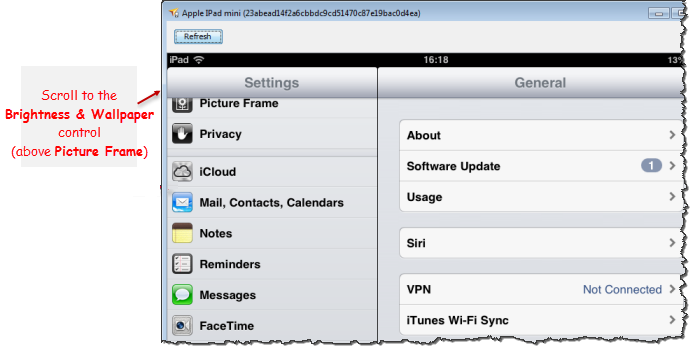 Apple IPad mini (23abead14f2a6cbbdc9cd51470c87e19bac0d4ea)
Refresh
iPad 16:18 13%
Settings General
Scroll to the
Brightness & Wallpaper
control
(above Picture Frame)
Picture Frame
Privacy
iCloud
Mail, Contacts, Calendars
Notes
Reminders
Messages
FaceTime
About
Software Update 1
Usage
Siri
VPN Not Connected
iTunes Wi-Fi Sync